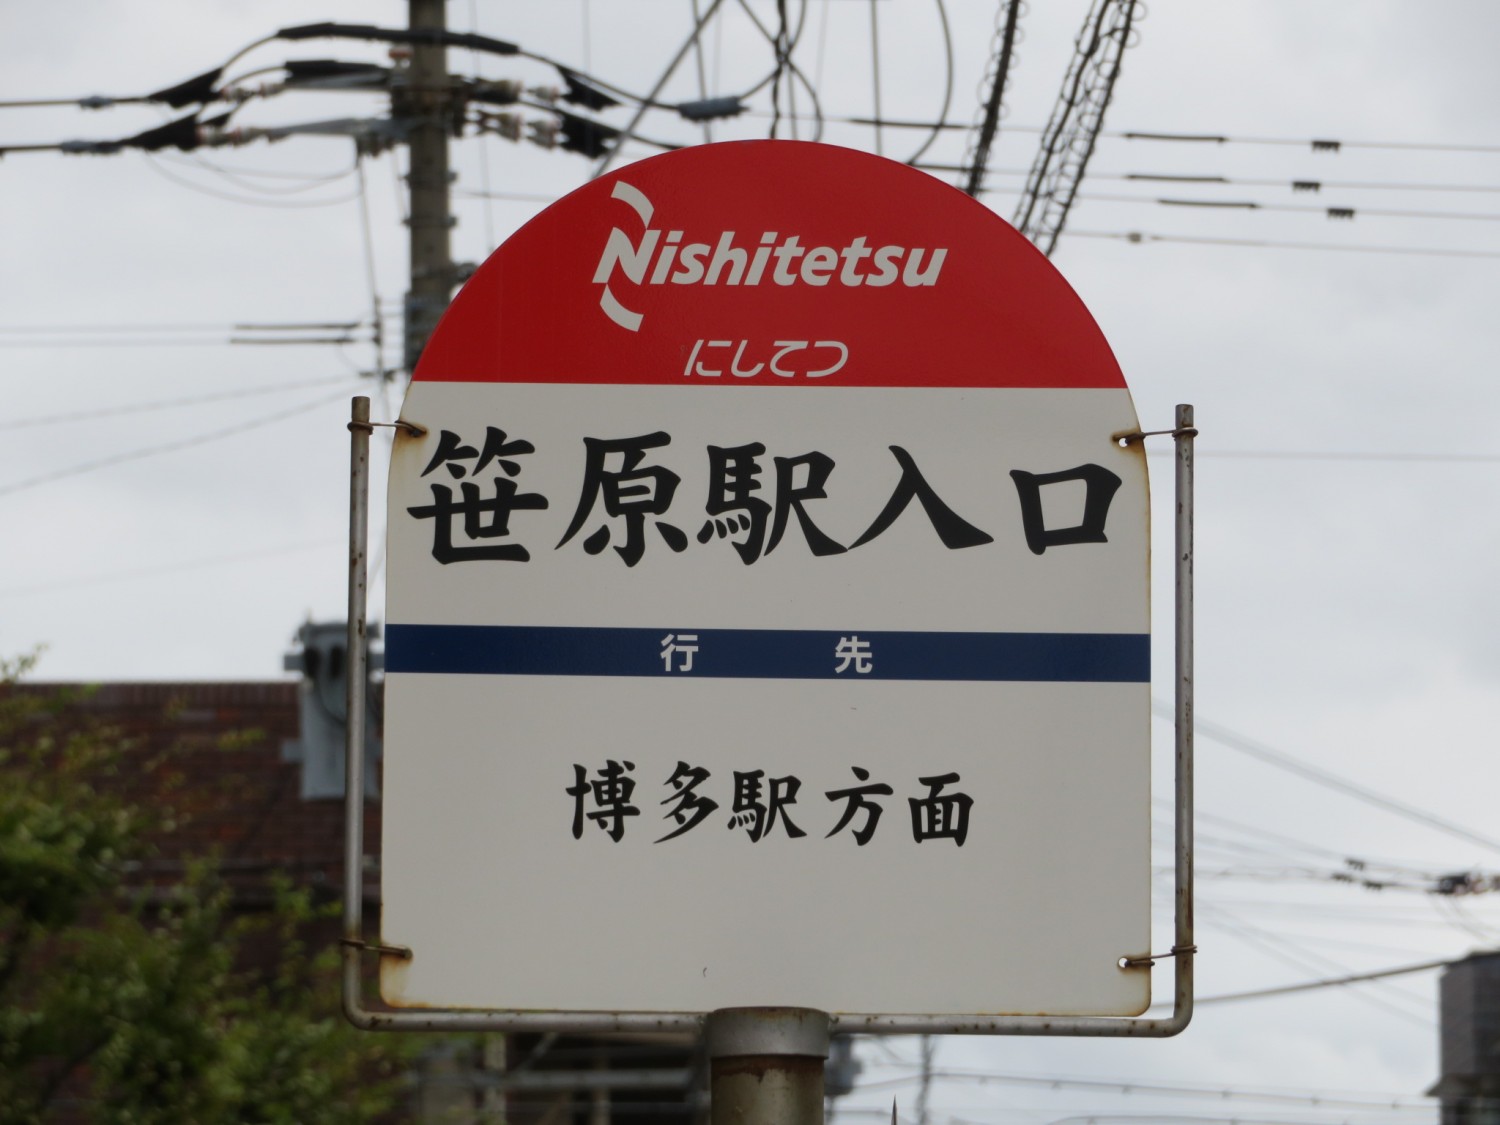 Nishitetsu
にしてつ
笹原駅入口
行先
博多駅方面